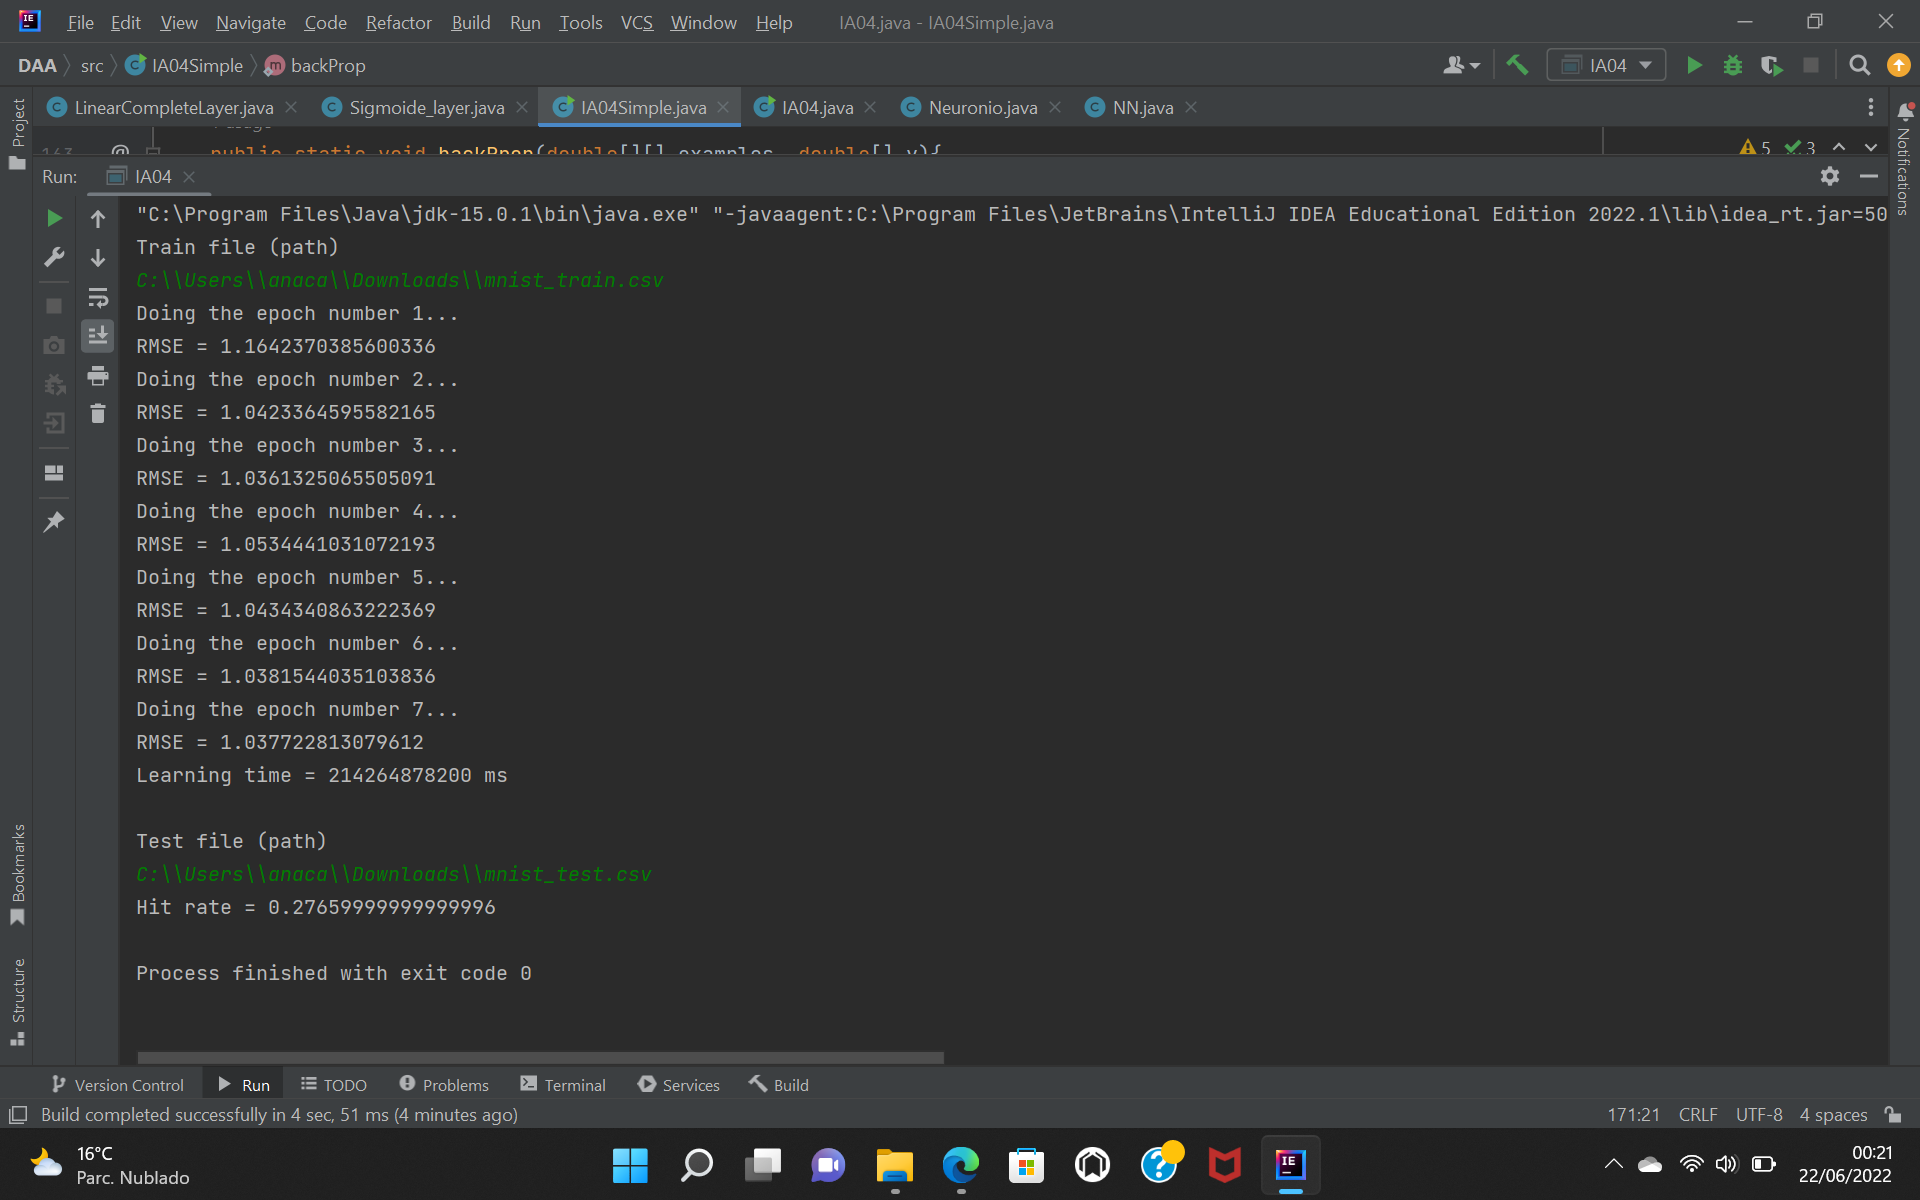 File Edit View Navigate Code Refactor Build Run Tools VCS Window Help IA04.java - IA04Simple.java
DAA src IA04Simple m backProp IA04
LinearCompleteLayer.java Sigmoide_layer.java IA04Simple.java IA04.java Neuronio.java NN.java
163 @ public static void backProp(double[][] examples, double[] y){ 5 3
Run: IA04
"C:\Program Files\Java\jdk-15.0.1\bin\java.exe" "-javaagent:C:\Program Files\JetBrains\IntelliJ IDEA Educational Edition 2022.1\lib\idea_rt.jar=50
Train file (path)
C:\\Users\\anaca\\Downloads\\mnist_train.csv
Doing the epoch number 1...
RMSE = 1.1642370385600336
Doing the epoch number 2...
RMSE = 1.0423364595582165
Doing the epoch number 3...
RMSE = 1.0361325065505091
Doing the epoch number 4...
RMSE = 1.0534441031072193
Doing the epoch number 5...
RMSE = 1.0434340863222369
Doing the epoch number 6...
RMSE = 1.0381544035103836
Doing the epoch number 7...
RMSE = 1.037722813079612
Learning time = 214264878200 ms
Test file (path)
C:\\Users\\anaca\\Downloads\\mnist_test.csv
Hit rate = 0.27659999999999996
Process finished with exit code 0
Project
Bookmarks
Structure
Notifications
Version Control Run TODO Problems Terminal Services Build
Build completed successfully in 4 sec, 51 ms (4 minutes ago) 171:21 CRLF UTF-8 4 spaces
16°C
Parc. Nublado
00:21
22/06/2022